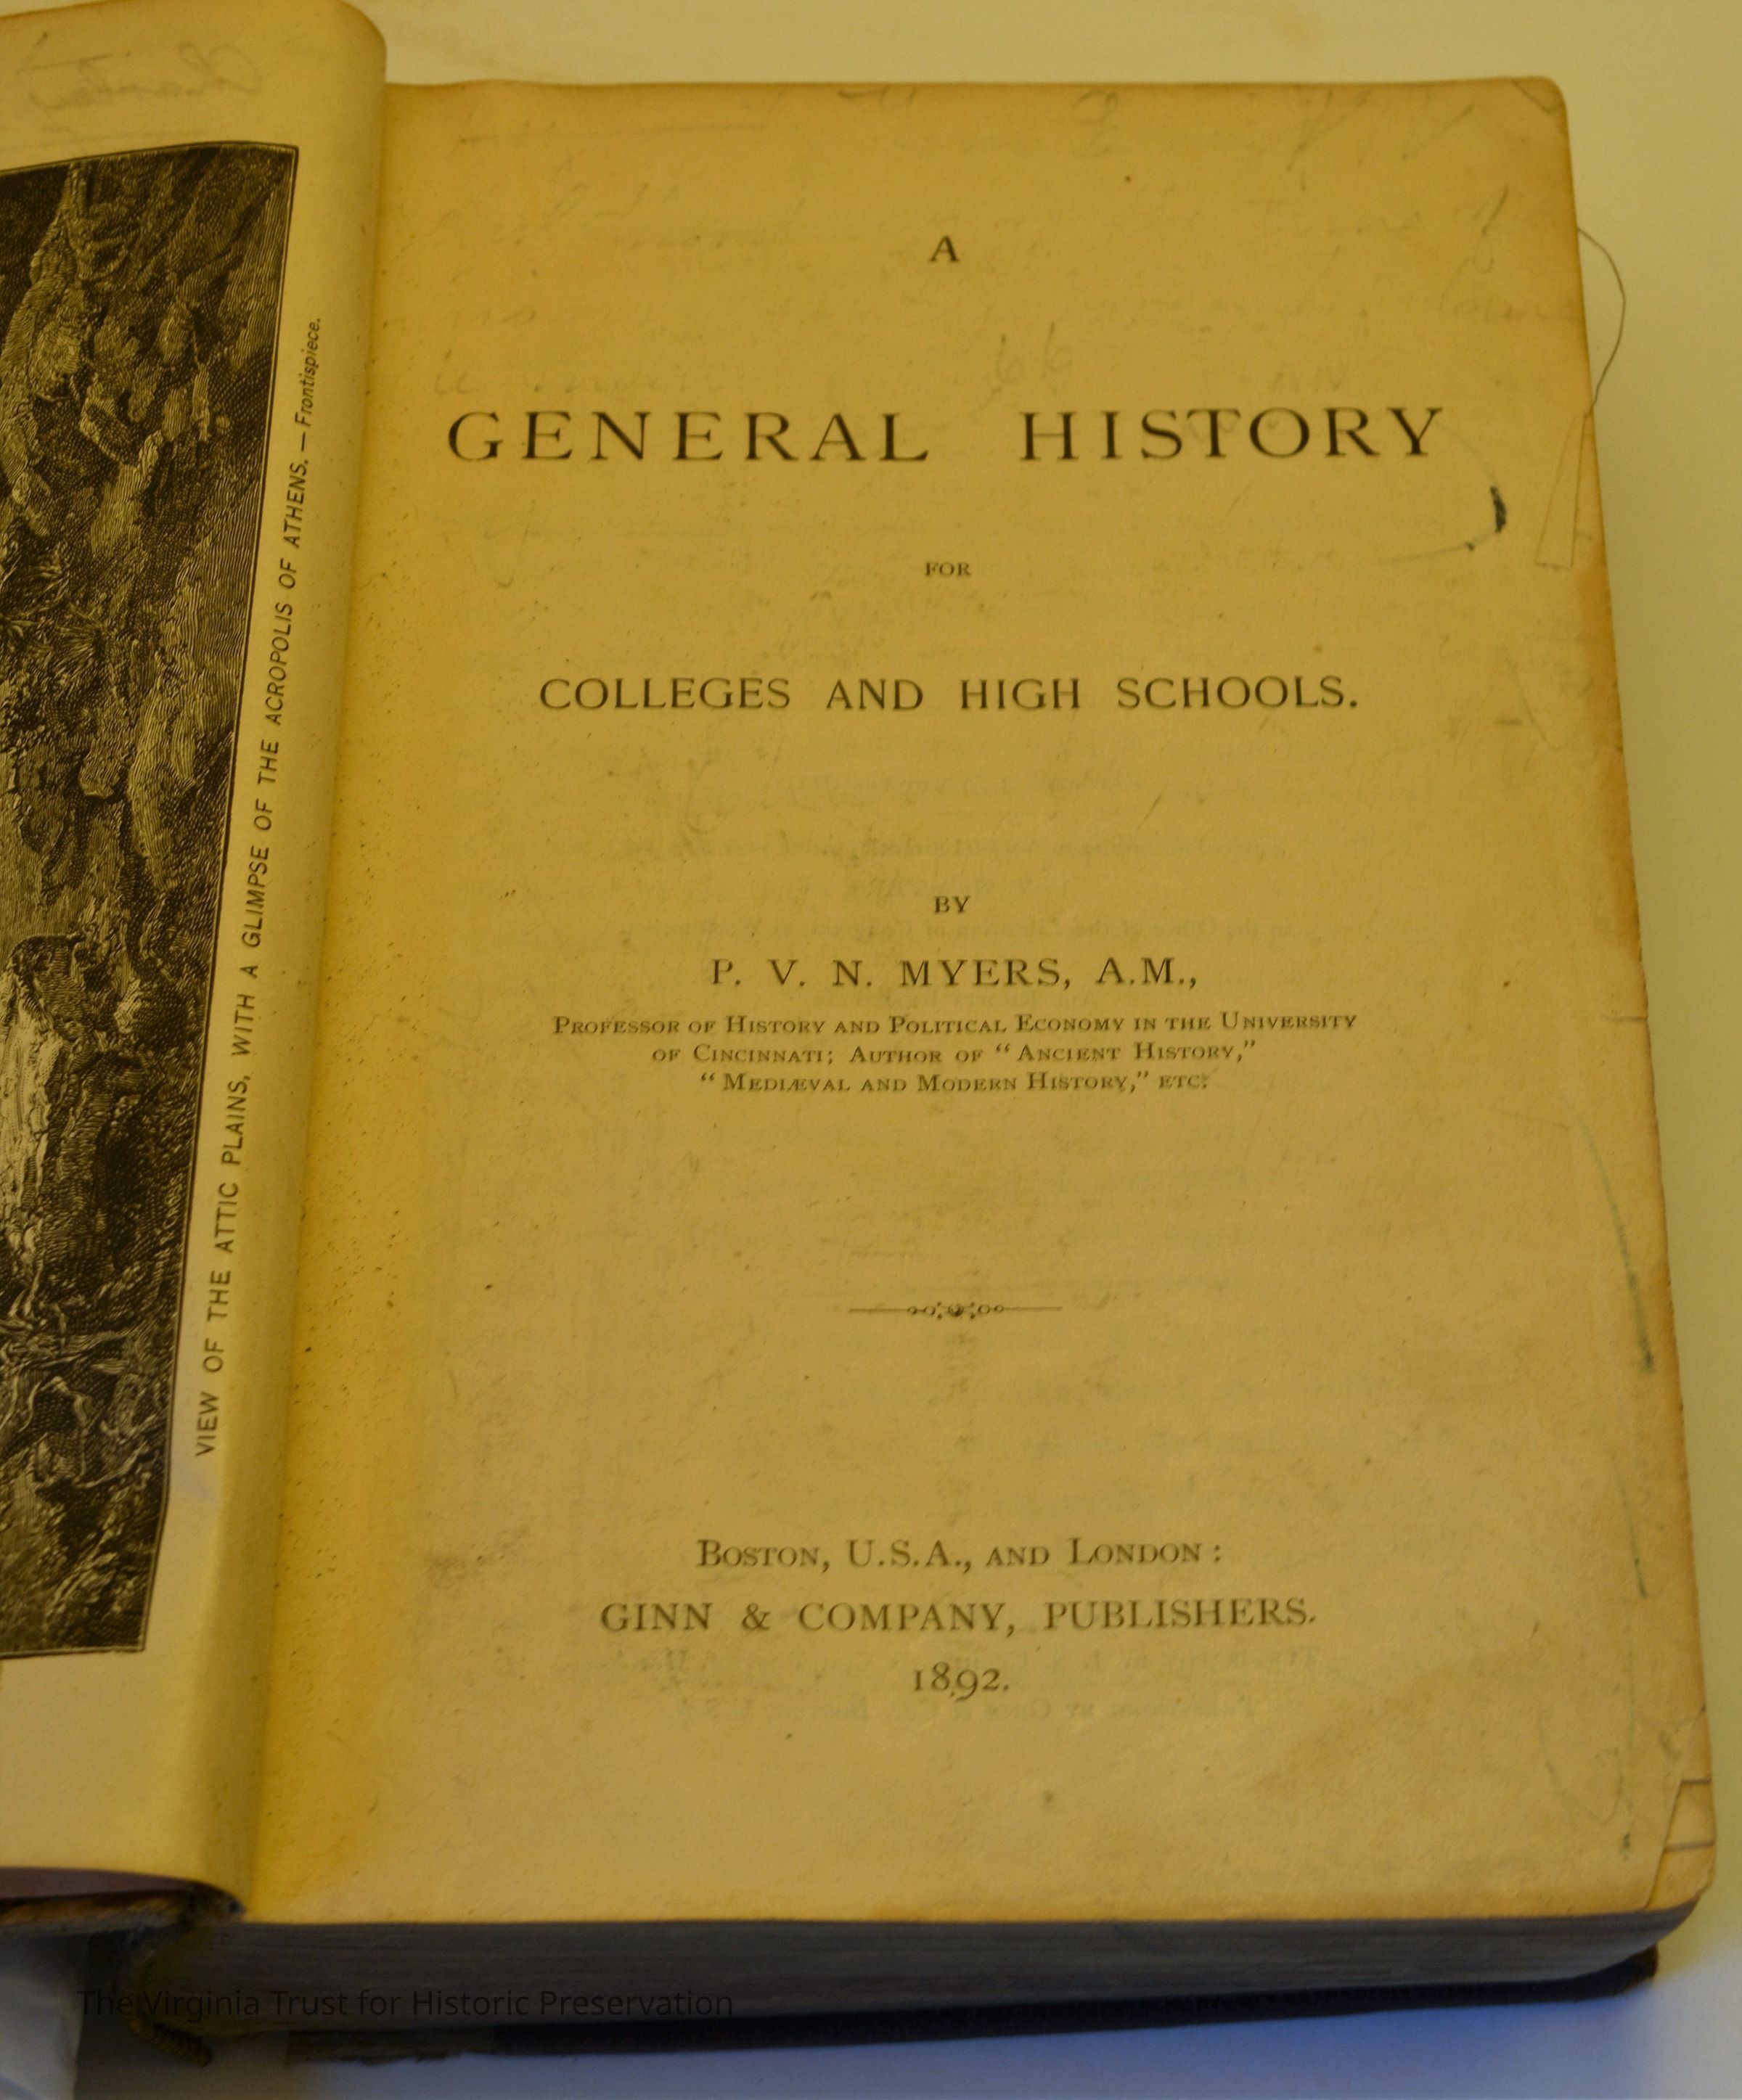 VIEW OF THE ATTIC PLAINS, WITH A GLIMPSE OF THE ACROPOLIS OF ATHENS. — Frontispiece.
A
GENERAL HISTORY
FOR
COLLEGES AND HIGH SCHOOLS.
BY
P. V. N. MYERS, A.M.,
PROFESSOR OF HISTORY AND POLITICAL ECONOMY IN THE UNIVERSITY
OF CINCINNATI; AUTHOR OF “ANCIENT HISTORY,”
“MEDIÆVAL AND MODERN HISTORY,” ETC.
BOSTON, U.S.A., AND LONDON:
GINN & COMPANY, PUBLISHERS.
1892.
The Virginia Trust for Historic Preservation